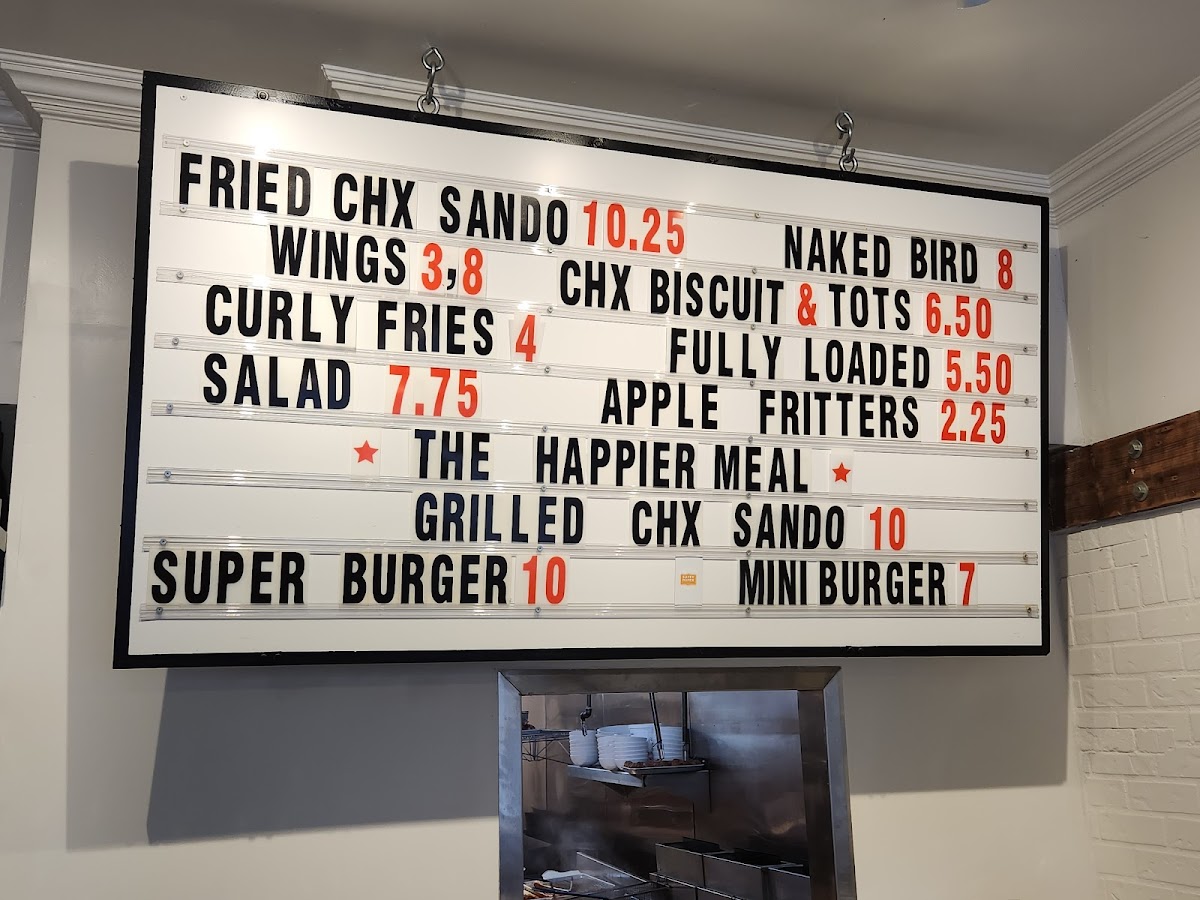 FRIED CHX SANDO 10.25
NAKED BIRD 8
WINGS 3,8
CHX BISCUIT & TOTS 6.50
CURLY FRIES 4
FULLY LOADED 5.50
SALAD 7.75
APPLE FRITTERS 2.25
THE HAPPIER MEAL
GRILLED CHX SANDO 10
SUPER BURGER 10
MINI BURGER 7